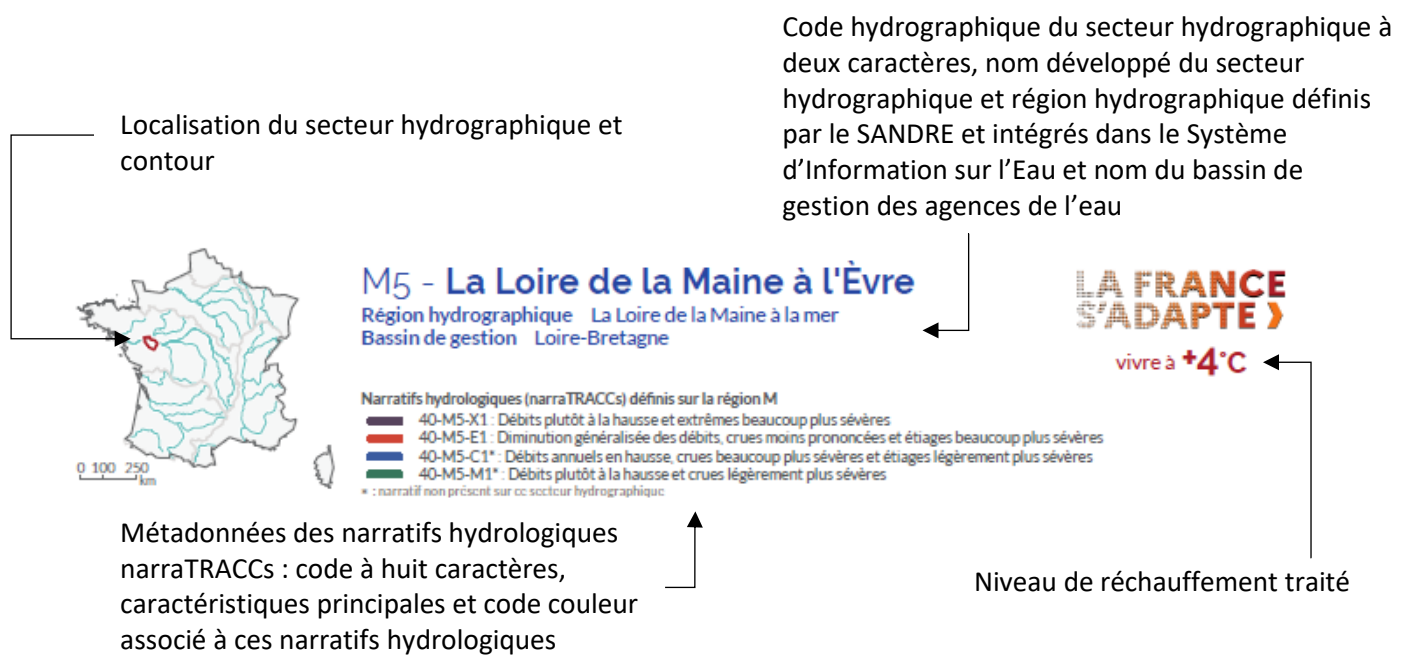 Code hydrographique du secteur hydrographique à
deux caractères, nom développé du secteur
hydrographique et région hydrographique définis
par le SANDRE et intégrés dans le Système
d’Information sur l’Eau et nom du bassin de
gestion des agences de l’eau
Localisation du secteur hydrographique et
contour
M5 - La Loire de la Maine à l'Èvre
Région hydrographique La Loire de la Maine à la mer
Bassin de gestion Loire-Bretagne
LA FRANCE
S'ADAPTE
vivre à +4°C
Narratifs hydrologiques (narraTRACCs) définis sur la région M
40-M5-X1 : Débits plutôt à la hausse et extrêmes beaucoup plus sévères
40-M5-E1 : Diminution généralisée des débits, crues moins prononcées et étiages beaucoup plus sévères
40-M5-C1* : Débits annuels en hausse, crues beaucoup plus sévères et étiages légèrement plus sévères
40-M5-M1* : Débits plutôt à la hausse et crues légèrement plus sévères
* : narratif non présent sur ce secteur hydrographique
0 100 250
km
Métadonnées des narratifs hydrologiques
narraTRACCs : code à huit caractères,
caractéristiques principales et code couleur
associé à ces narratifs hydrologiques
Niveau de réchauffement traité